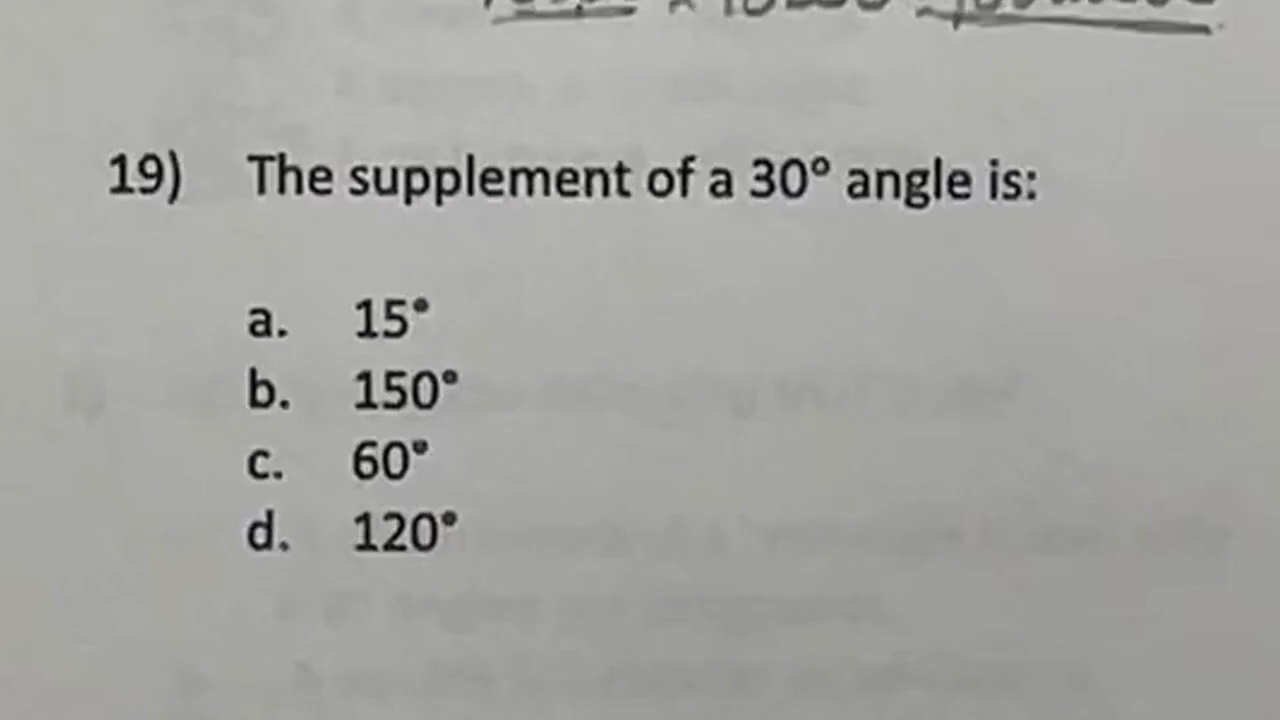 19) The supplement of a 30° angle is:
a. 15°
b. 150°
c. 60°
d. 120°